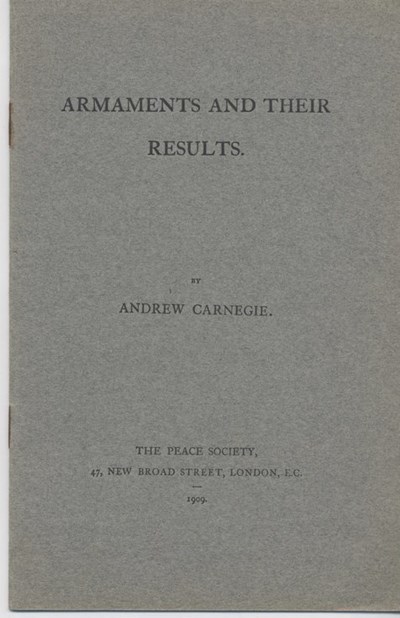 ARMAMENTS AND THEIR
RESULTS.
BY
ANDREW CARNEGIE.
THE PEACE SOCIETY,
47, NEW BROAD STREET, LONDON, E.C.
1909.